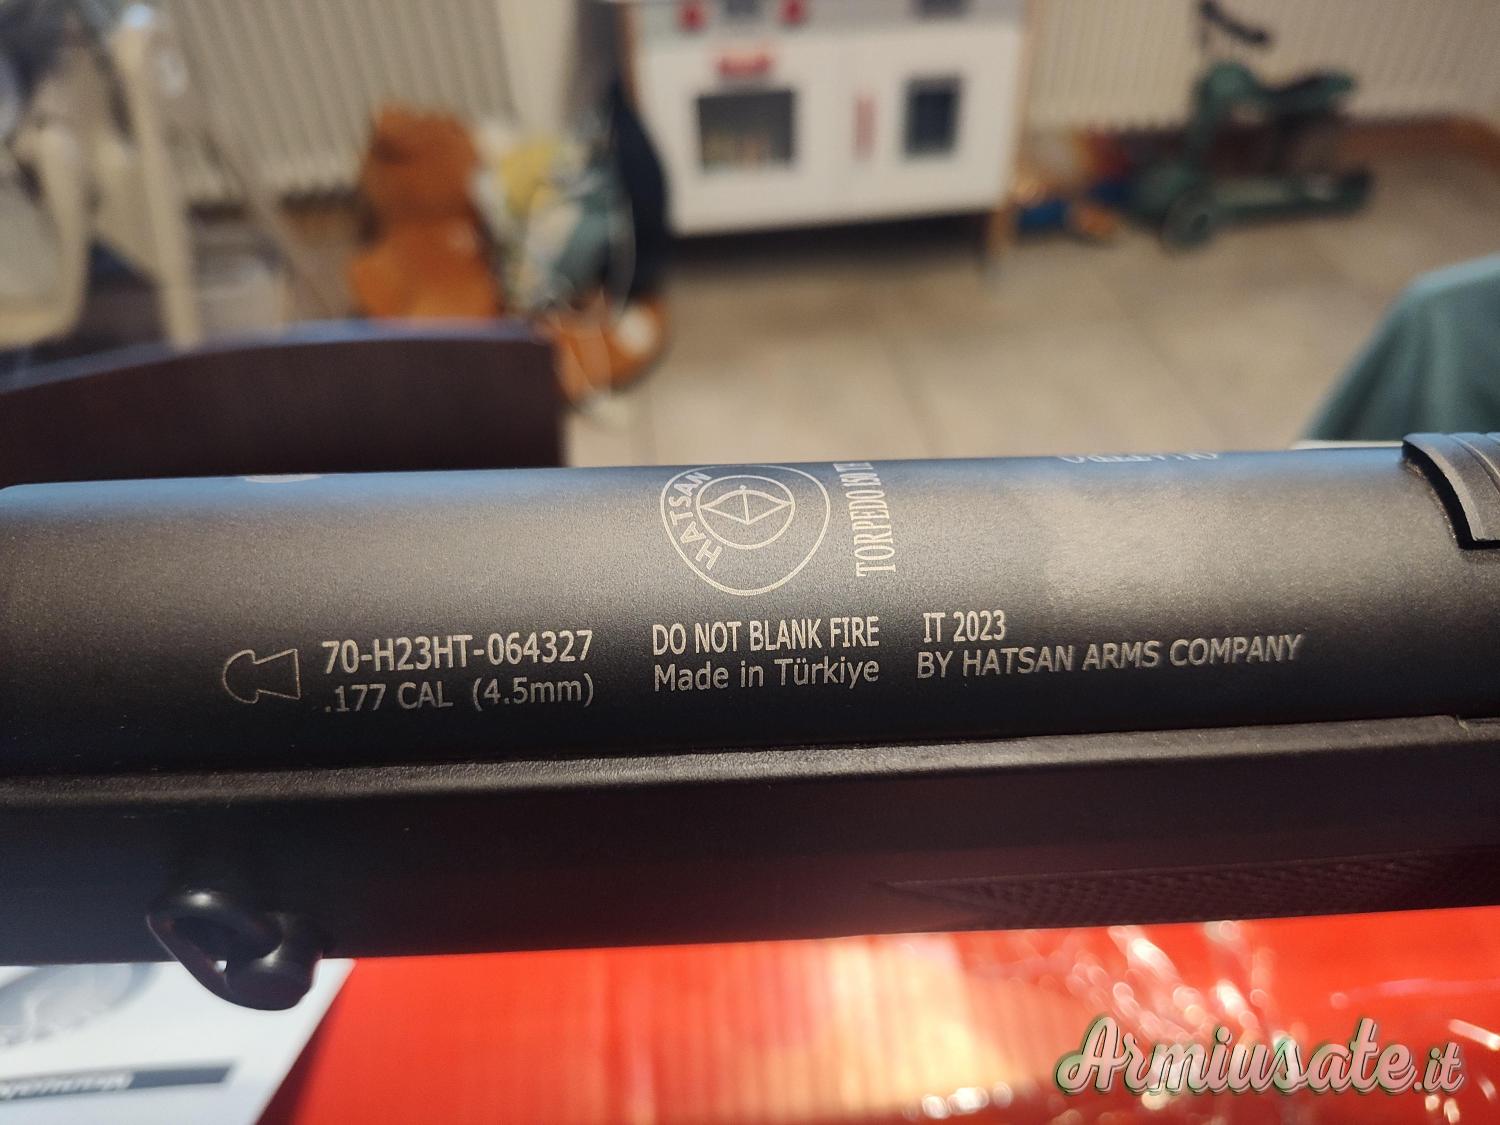 HATSAN
TORPEDO 150
70-H23HT-064327
.177 CAL (4.5mm)
DO NOT BLANK FIRE
Made in Türkiye
IT 2023
BY HATSAN ARMS COMPANY
Armiusate.it